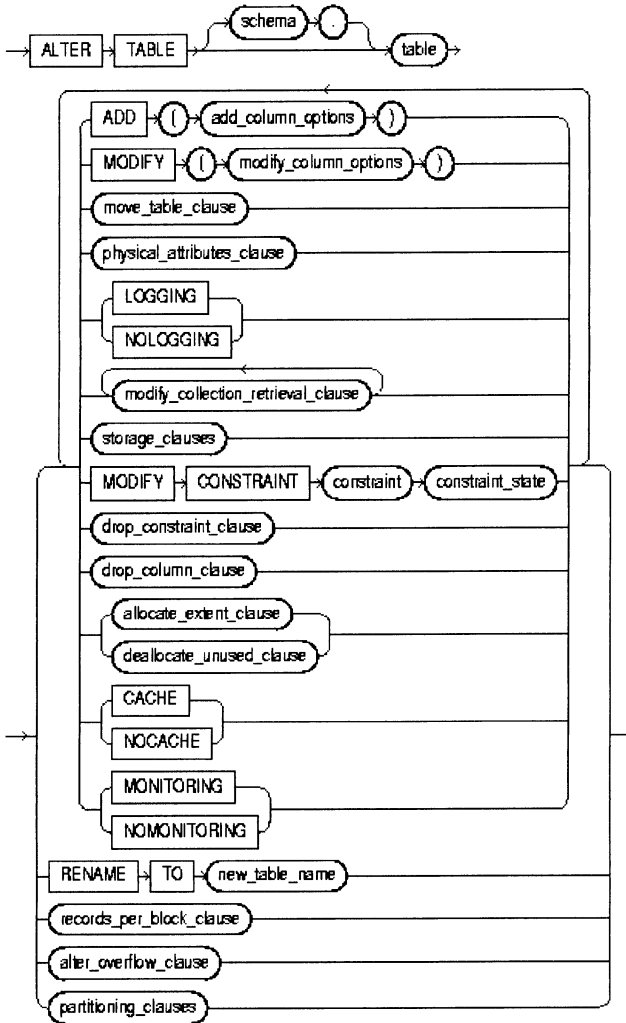 schema .
ALTER TABLE table
ADD ( add_column_options )
MODIFY ( modify_column_options )
move_table_clause
physical_attributes_clause
LOGGING
NOLOGGING
modify_collection_retrieval_clause
storage_clauses
MODIFY CONSTRAINT constraint constraint_state
drop_constraint_clause
drop_column_clause
allocate_extent_clause
deallocate_unused_clause
CACHE
NOCACHE
MONITORING
NOMONITORING
RENAME TO new_table_name
records_per_block_clause
alter_overflow_clause
partitioning_clauses